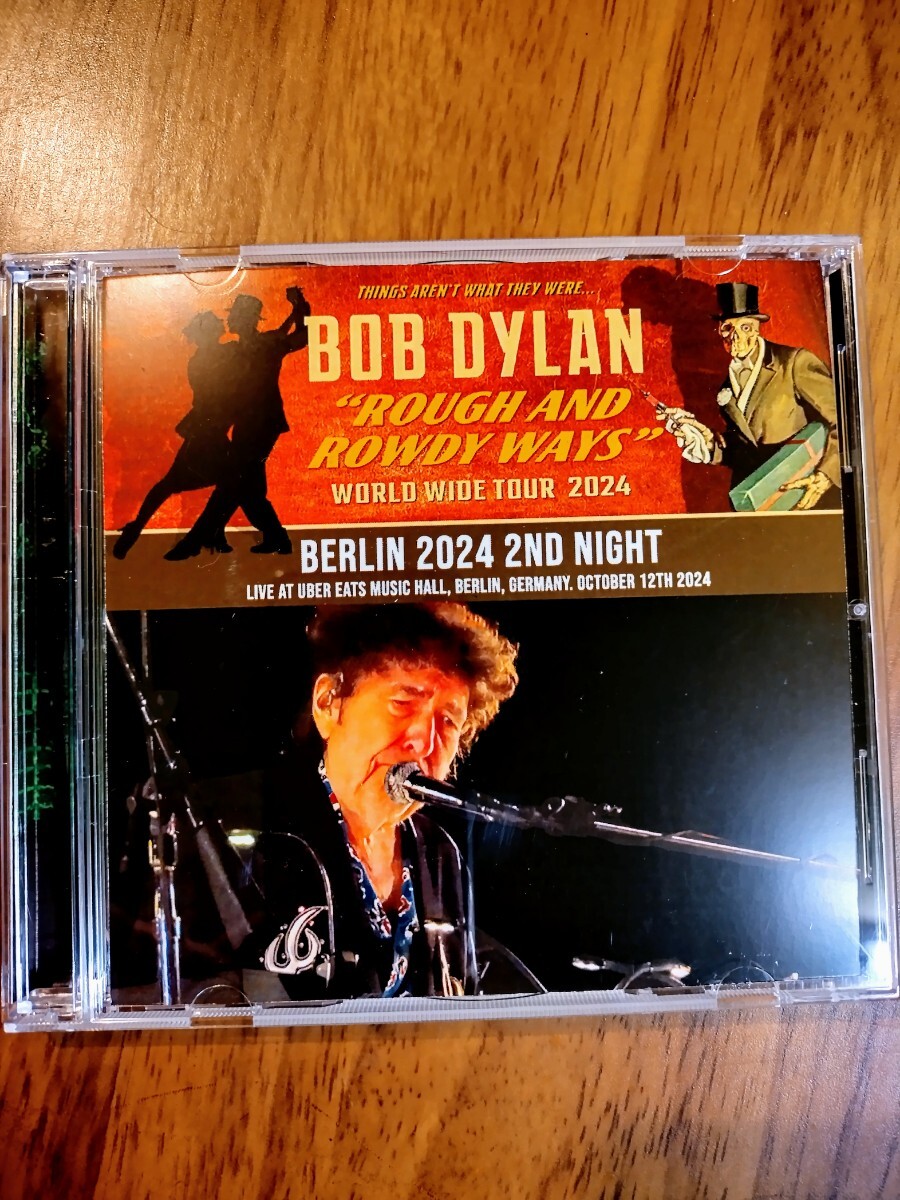 THINGS AREN'T WHAT THEY WERE...
BOB DYLAN
"ROUGH AND
ROWDY WAYS"
WORLD WIDE TOUR 2024
BERLIN 2024 2ND NIGHT
LIVE AT UBER EATS MUSIC HALL, BERLIN, GERMANY. OCTOBER 12TH 2024